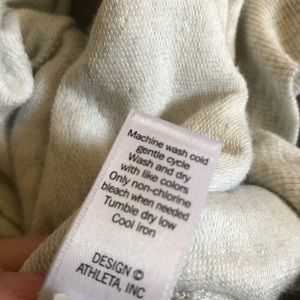 Machine wash cold
gentle cycle
Wash and dry
with like colors
Only non-chlorine
bleach when needed
Tumble dry low
Cool Iron
DESIGN ©
ATHLETA, INC